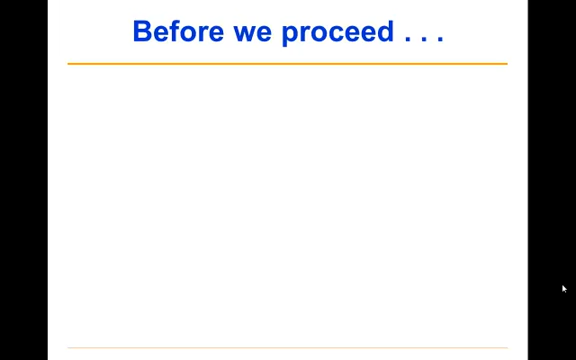 Before we proceed . . .